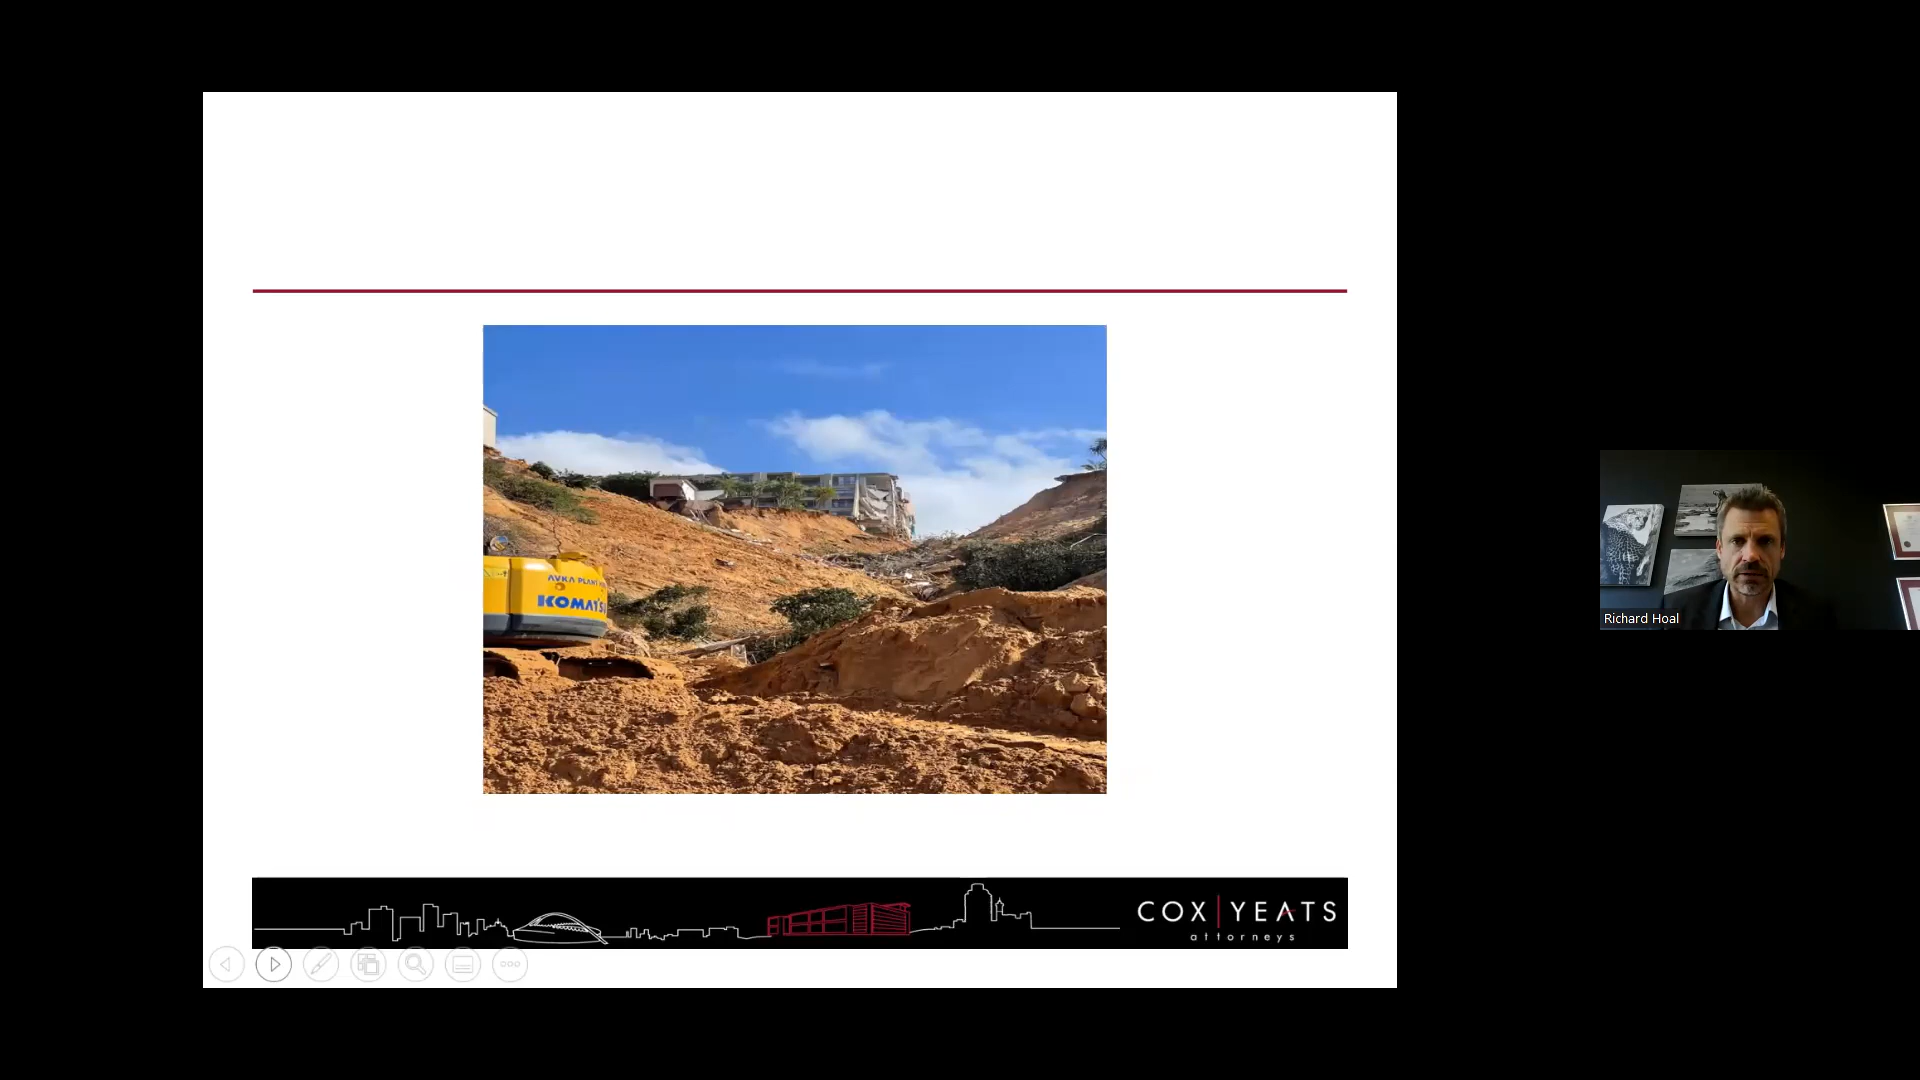 AVKA PLANT
KOMATSU
COX YEATS
attorneys
Richard Hoal